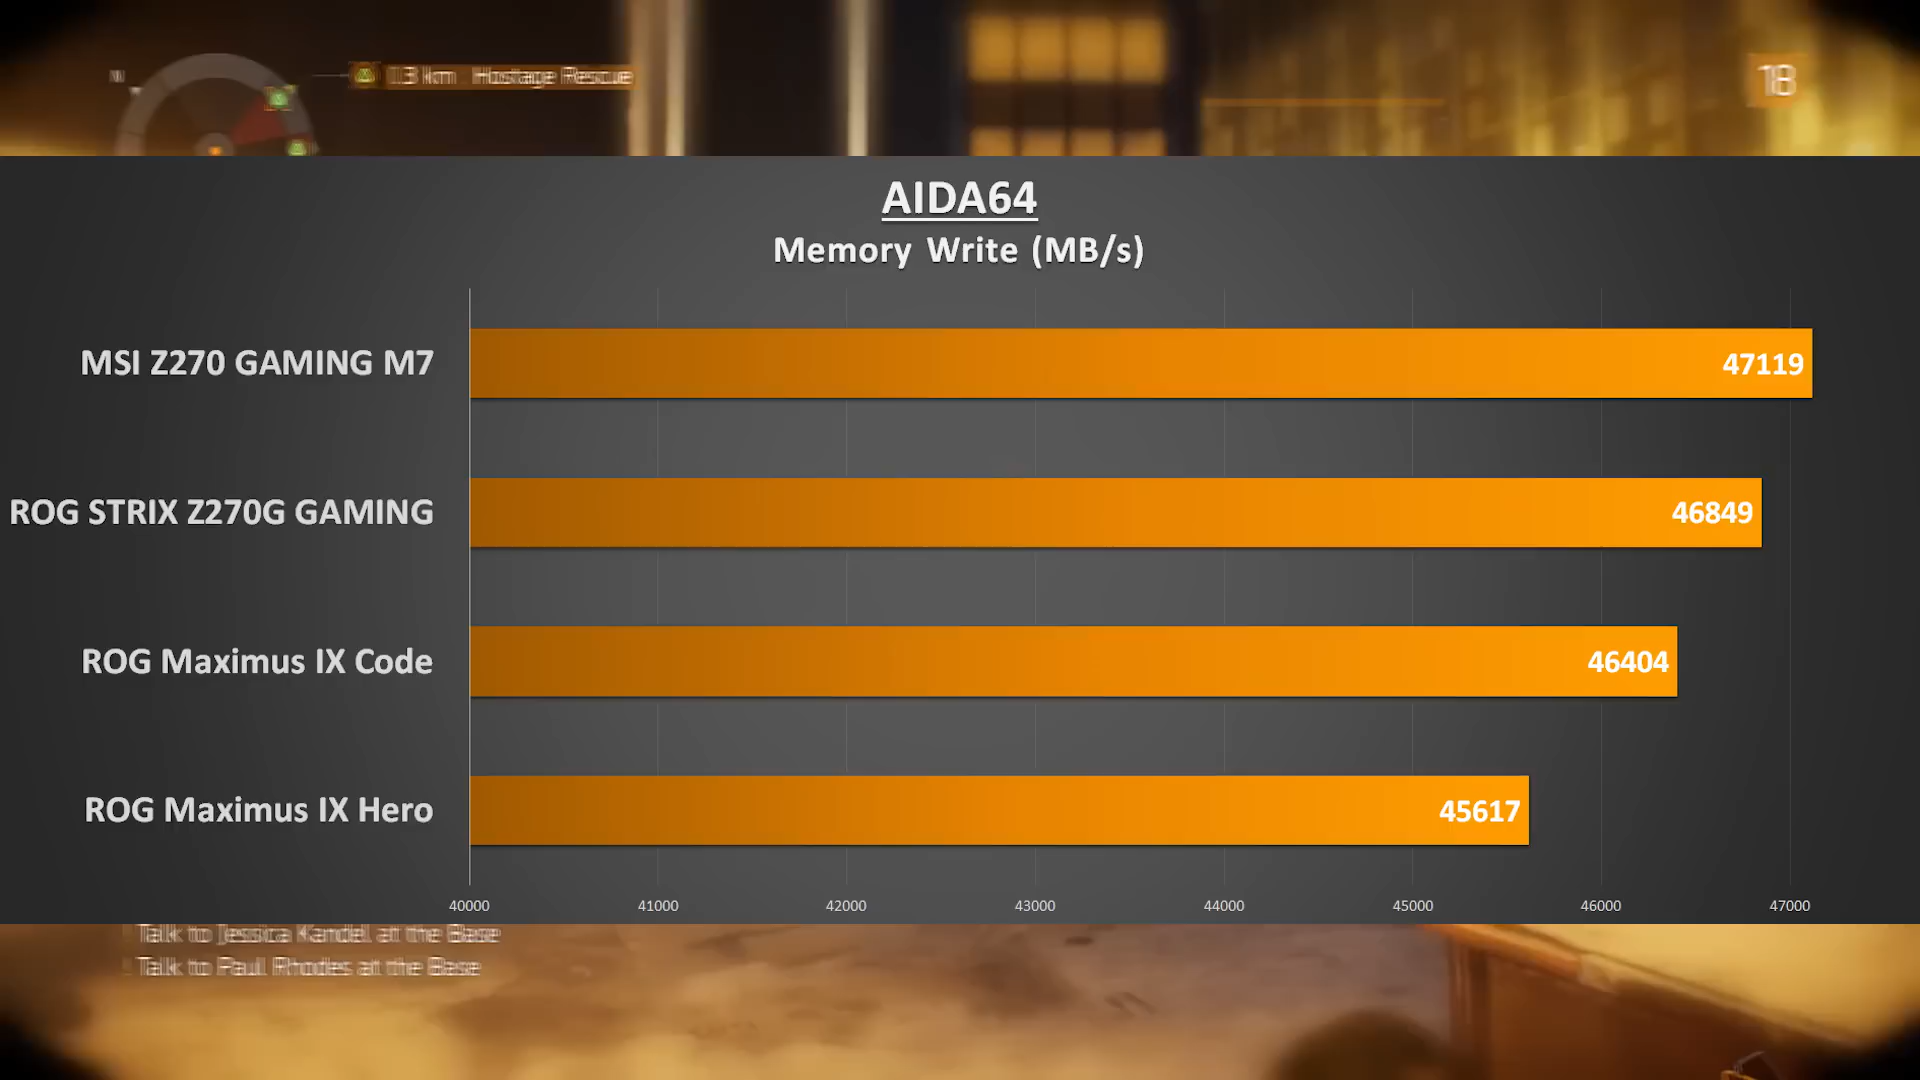 Hostage Rescue
18
AIDA64
Memory Write (MB/s)
MSI Z270 GAMING M7
47119
ROG STRIX Z270G GAMING
46849
ROG Maximus IX Code
46404
ROG Maximus IX Hero
45617
40000 41000 42000 43000 44000 45000 46000 47000
Talk to Jessica Kandel at the Base
Talk to Paul Rhodes at the Base